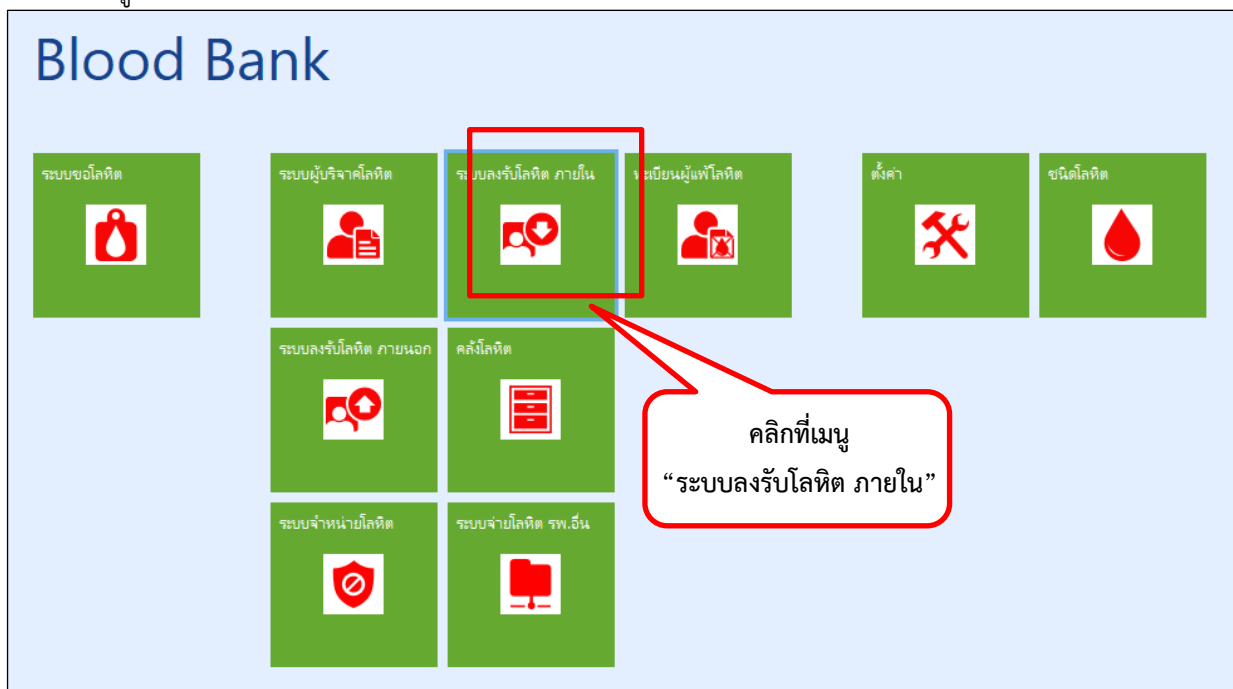 Blood Bank
ระบบขอโลหิต
ระบบผู้บริจาคโลหิต
ระบบลงรับโลหิต ภายใน
ทะเบียนผู้แพ้โลหิต
ตั้งค่า
ชนิดโลหิต
ระบบลงรับโลหิต ภายนอก
คลังโลหิต
คลิกที่เมนู
“ระบบลงรับโลหิต ภายใน”
ระบบจำหน่ายโลหิต
ระบบจ่ายโลหิต รพ.อื่น